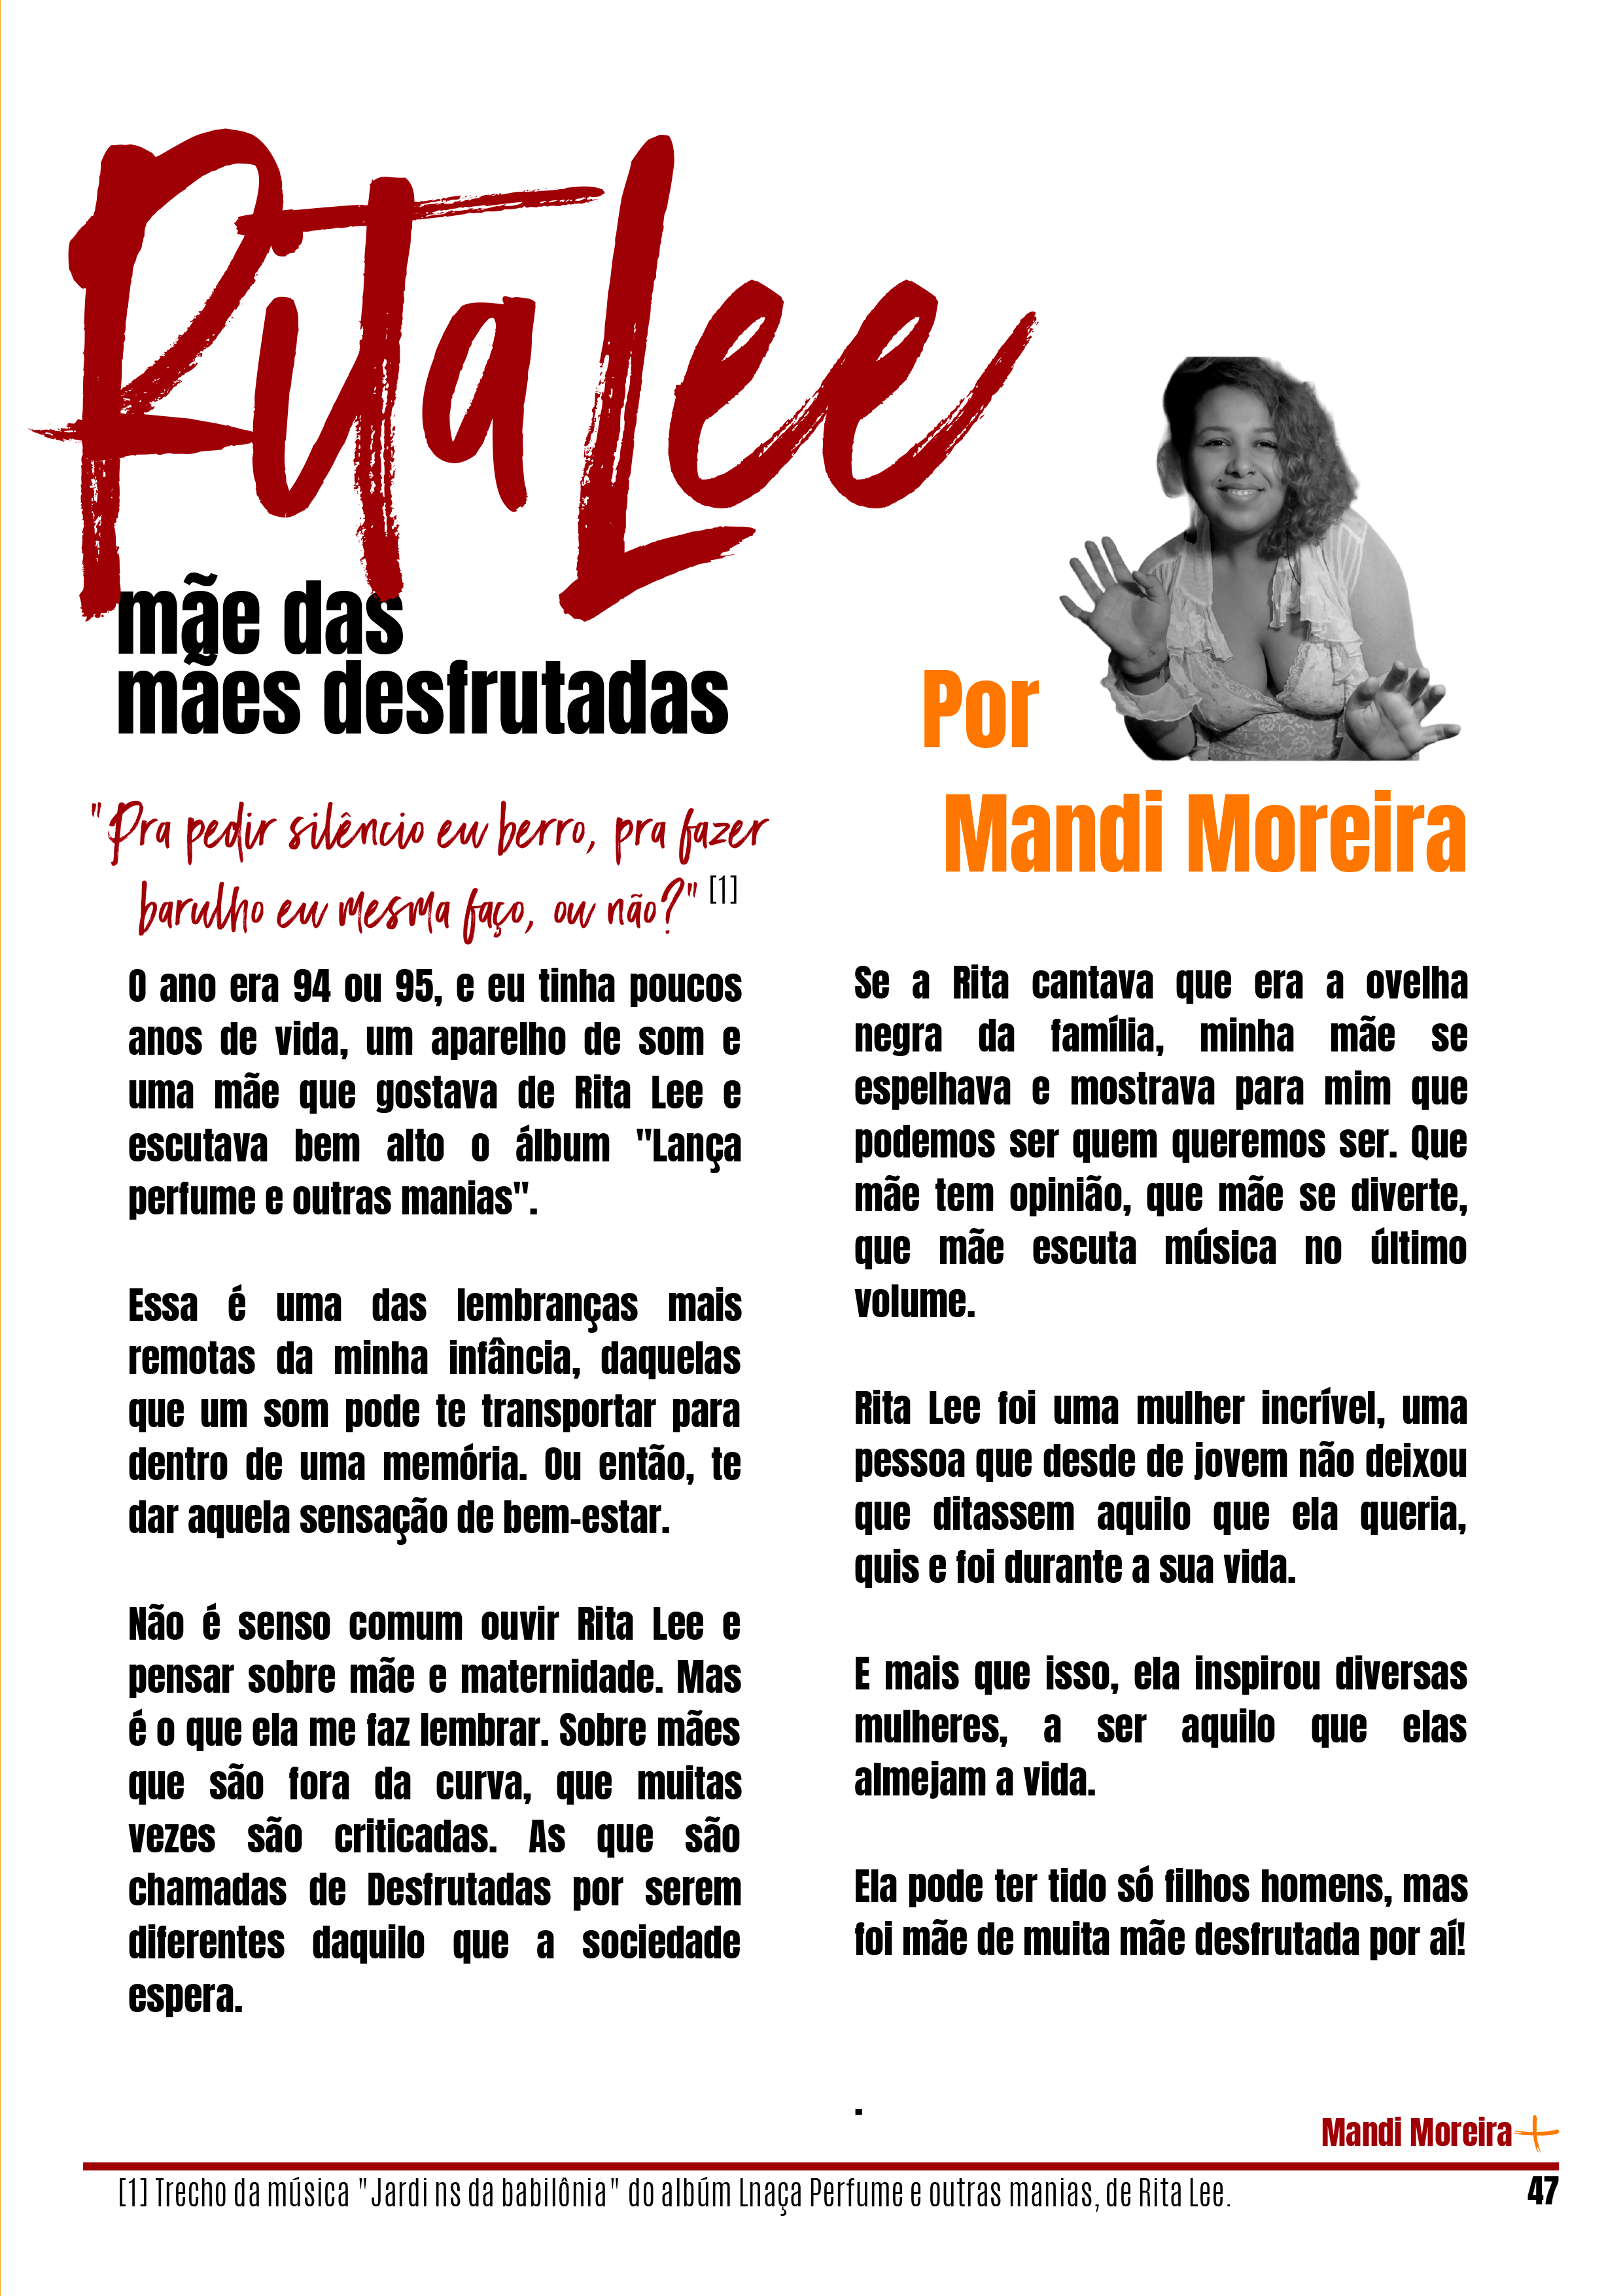 Rita Lee
mãe das
mães desfrutadas
Por
Mandi Moreira
"Pra pedir silêncio eu berro, pra fazer
barulho eu mesma faço, ou não?" [1]
O ano era 94 ou 95, e eu tinha poucos
anos de vida, um aparelho de som e
uma mãe que gostava de Rita Lee e
escutava bem alto o álbum "Lança
perfume e outras manias".
Essa é uma das lembranças mais
remotas da minha infância, daquelas
que um som pode te transportar para
dentro de uma memória. Ou então, te
dar aquela sensação de bem-estar.
Não é senso comum ouvir Rita Lee e
pensar sobre mãe e maternidade. Mas
é o que ela me faz lembrar. Sobre mães
que são fora da curva, que muitas
vezes são criticadas. As que são
chamadas de Desfrutadas por serem
diferentes daquilo que a sociedade
espera.
Se a Rita cantava que era a ovelha
negra da família, minha mãe se
espelhava e mostrava para mim que
podemos ser quem queremos ser. Que
mãe tem opinião, que mãe se diverte,
que mãe escuta música no último
volume.
Rita Lee foi uma mulher incrível, uma
pessoa que desde de jovem não deixou
que ditassem aquilo que ela queria,
quis e foi durante a sua vida.
E mais que isso, ela inspirou diversas
mulheres, a ser aquilo que elas
almejam a vida.
Ela pode ter tido só filhos homens, mas
foi mãe de muita mãe desfrutada por aí!
.
Mandi Moreira
[1] Trecho da música "Jardi ns da babilônia" do albúm Lnaça Perfume e outras manias, de Rita Lee.
47